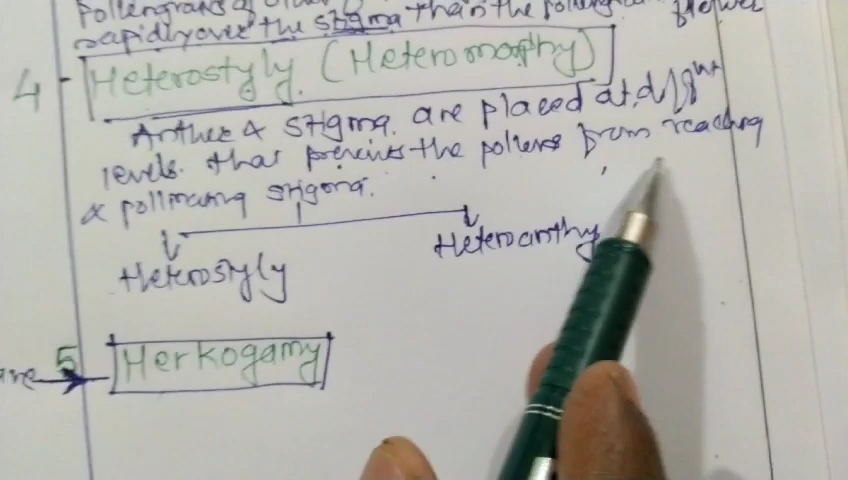 rapidly over the stigma than the
flower
4 - Heterostyly. (Heteromorphy)
Anther & stigma. are placed at diff
levels. that prevents the pollens from reaching
& pollinating stigma.
Heterostyly Heteroanthy
5 Herkogamy